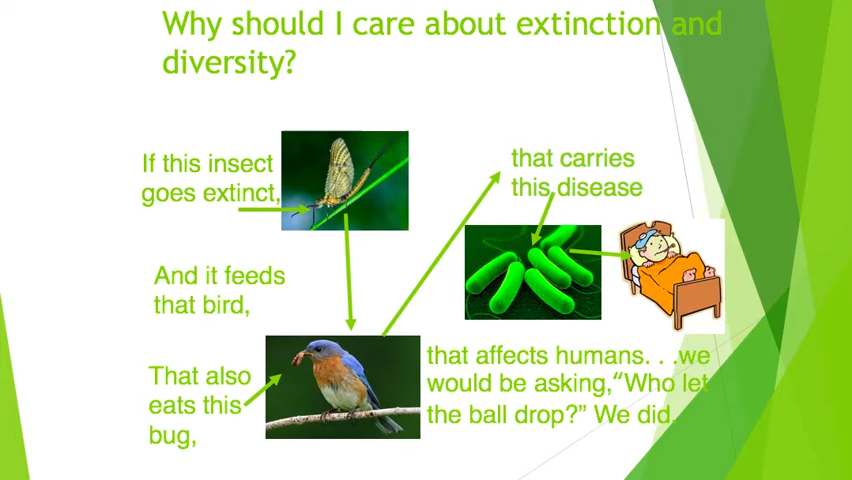 Why should I care about extinction and
diversity?
If this insect
goes extinct,
And it feeds
that bird,
That also
eats this
bug,
that carries
this disease
that affects humans. . .we
would be asking,“Who let
the ball drop?” We did.